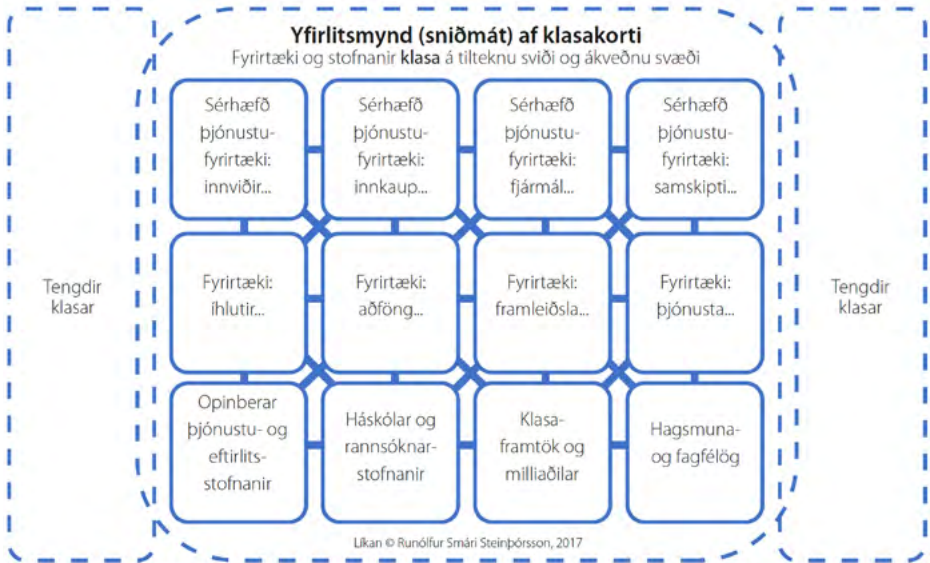 Yfirlitsmynd (sniðmát) af klasakorti
Fyrirtæki og stofnanir klasa á tilteknu sviði og ákveðnu svæði
Tengdir
klasar
Sérhæfð
þjónustu-
fyrirtæki:
innviðir...
Sérhæfð
þjónustu-
fyrirtæki:
innkaup...
Sérhæfð
þjónustu-
fyrirtæki:
fjármál...
Sérhæfð
þjónustu-
fyrirtæki:
samskipti...
Fyrirtæki:
íhlutir...
Fyrirtæki:
aðföng...
Fyrirtæki:
framleiðsla...
Fyrirtæki:
þjónusta...
Opinberar
þjónustu- og
eftirlits-
stofnanir
Háskólar og
rannsóknar-
stofnanir
Klasa-
framtök og
milliaðilar
Hagsmuna-
og fagfélög
Tengdir
klasar
Líkan © Runólfur Smári Steinþórsson, 2017